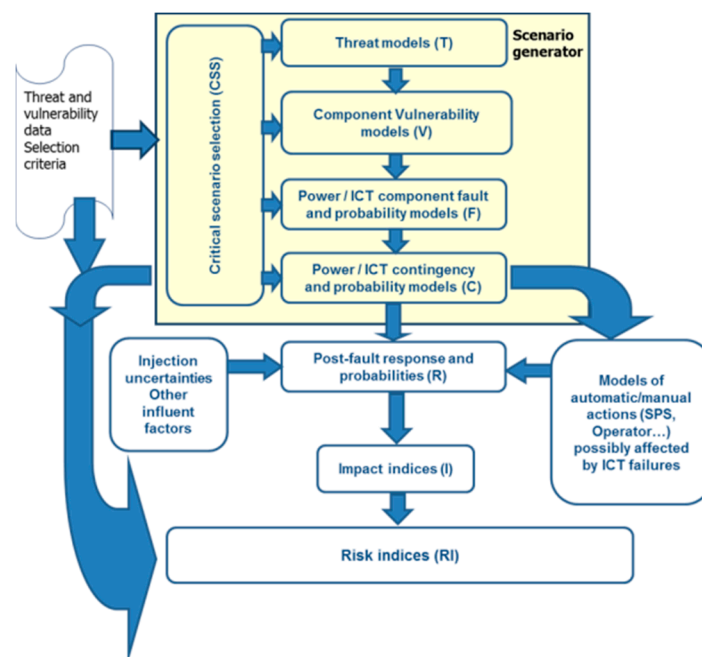 Scenario
generator
Threat models (T)
Threat and
vulnerability
data
Selection
criteria
Critical scenario selection (CSS)
Component Vulnerability
models (V)
Power / ICT component fault
and probability models (F)
Power / ICT contingency
and probability models (C)
Injection
uncertainties
Other
influent
factors
Post-fault response and
probabilities (R)
Models of
automatic/manual
actions (SPS,
Operator...)
possibly affected
by ICT failures
Impact indices (I)
Risk indices (RI)